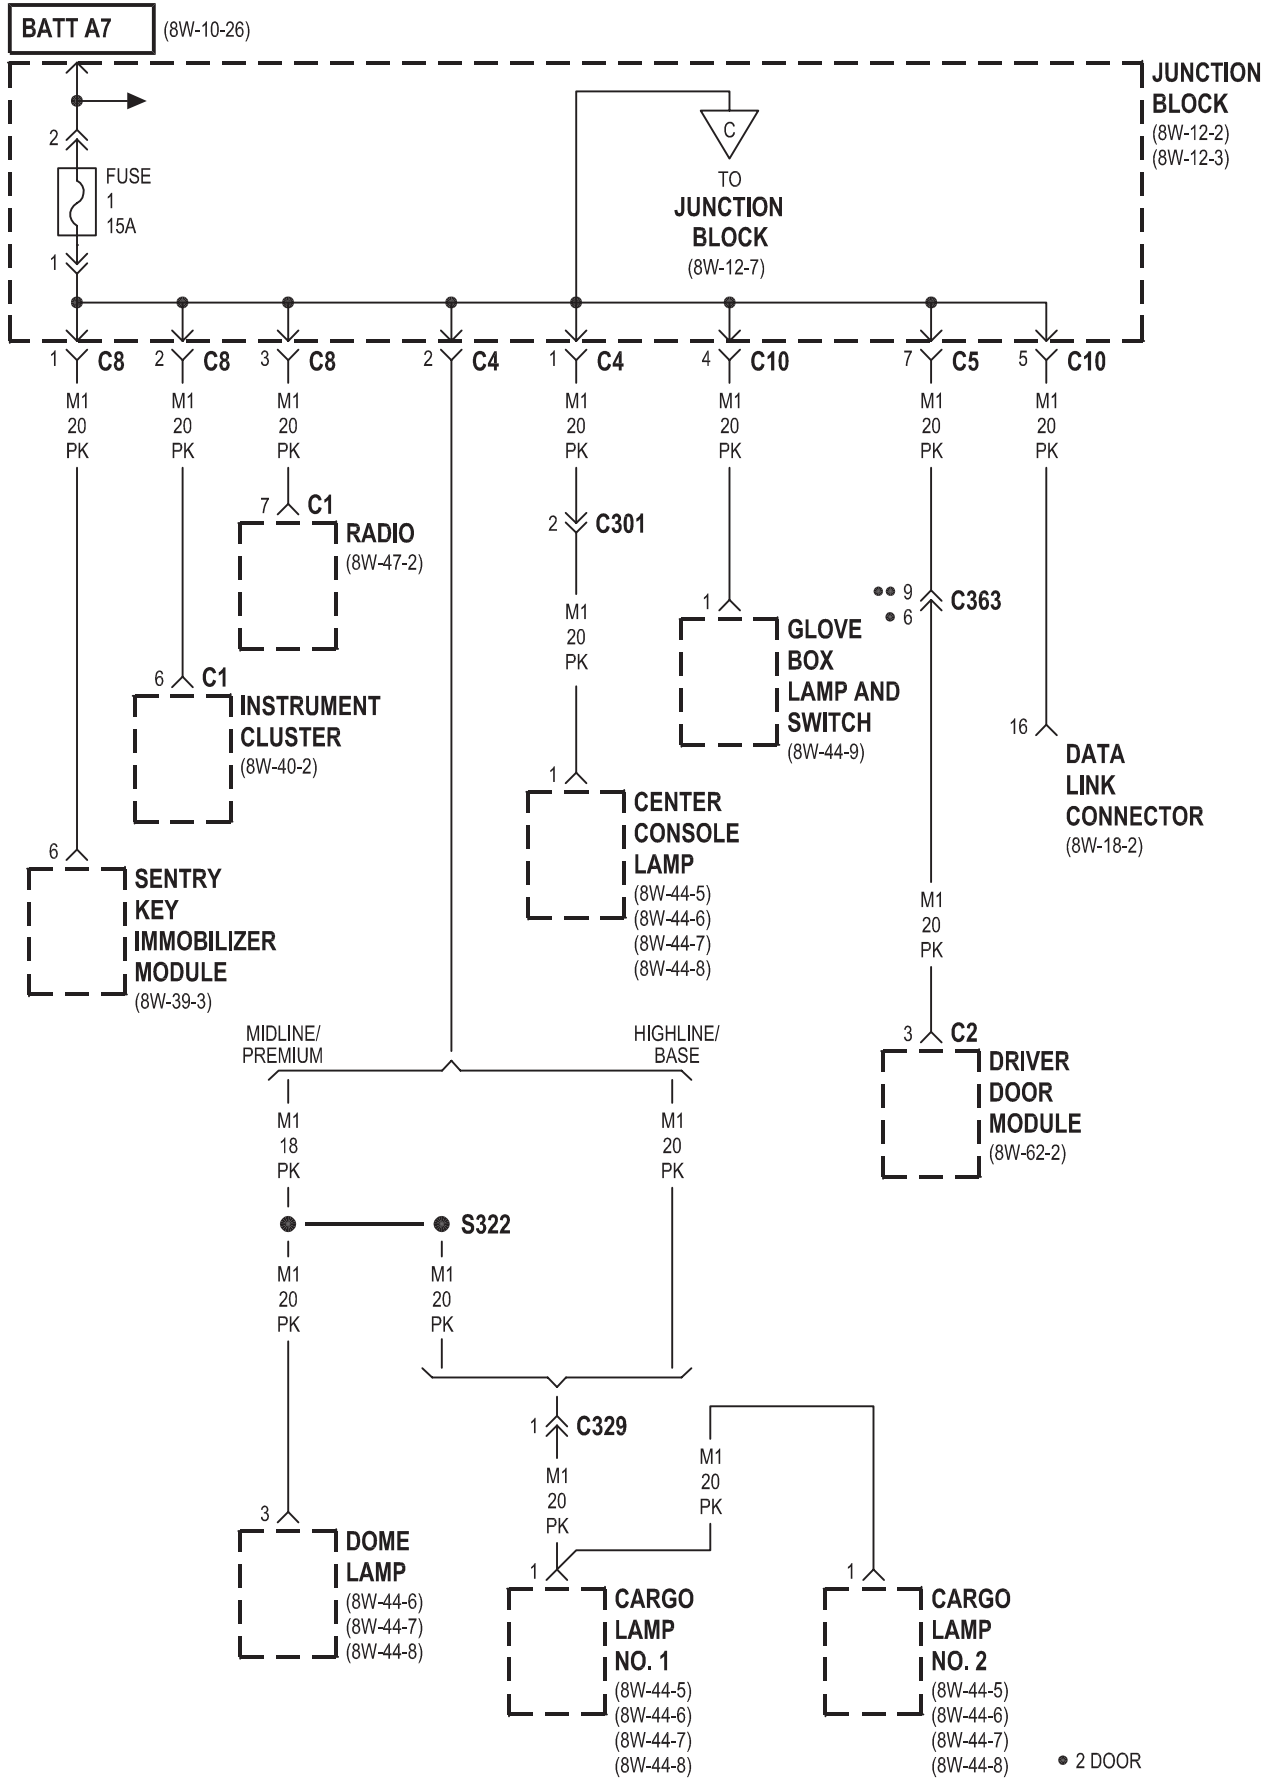 BATT A7 (8W-10-26)
JUNCTION
BLOCK
(8W-12-2)
(8W-12-3)
2
FUSE
1
15A
1
C
TO
JUNCTION
BLOCK
(8W-12-7)
1 C8 2 C8 3 C8 2 C4 1 C4 4 C10 7 C5 5 C10
M1 M1 M1 M1 M1 M1 M1
20 20 20 20 20 20 20
PK PK PK PK PK PK PK
7 C1
RADIO
(8W-47-2)
2 C301
M1
20
PK
1
GLOVE
BOX
LAMP AND
SWITCH
(8W-44-9)
●● 9 C363
● 6
6 C1
INSTRUMENT
CLUSTER
(8W-40-2)
16
DATA
LINK
CONNECTOR
(8W-18-2)
1
CENTER
CONSOLE
LAMP
(8W-44-5)
(8W-44-6)
(8W-44-7)
(8W-44-8)
6
SENTRY
KEY
IMMOBILIZER
MODULE
(8W-39-3)
M1
20
PK
3 C2
DRIVER
DOOR
MODULE
(8W-62-2)
MIDLINE/
PREMIUM
HIGHLINE/
BASE
M1 M1
18 20
PK PK
S322
M1 M1
20 20
PK PK
1 C329
M1
20
PK
M1
20
PK
3
DOME
LAMP
(8W-44-6)
(8W-44-7)
(8W-44-8)
1
CARGO
LAMP
NO. 1
(8W-44-5)
(8W-44-6)
(8W-44-7)
(8W-44-8)
1
CARGO
LAMP
NO. 2
(8W-44-5)
(8W-44-6)
(8W-44-7)
(8W-44-8)
● 2 DOOR